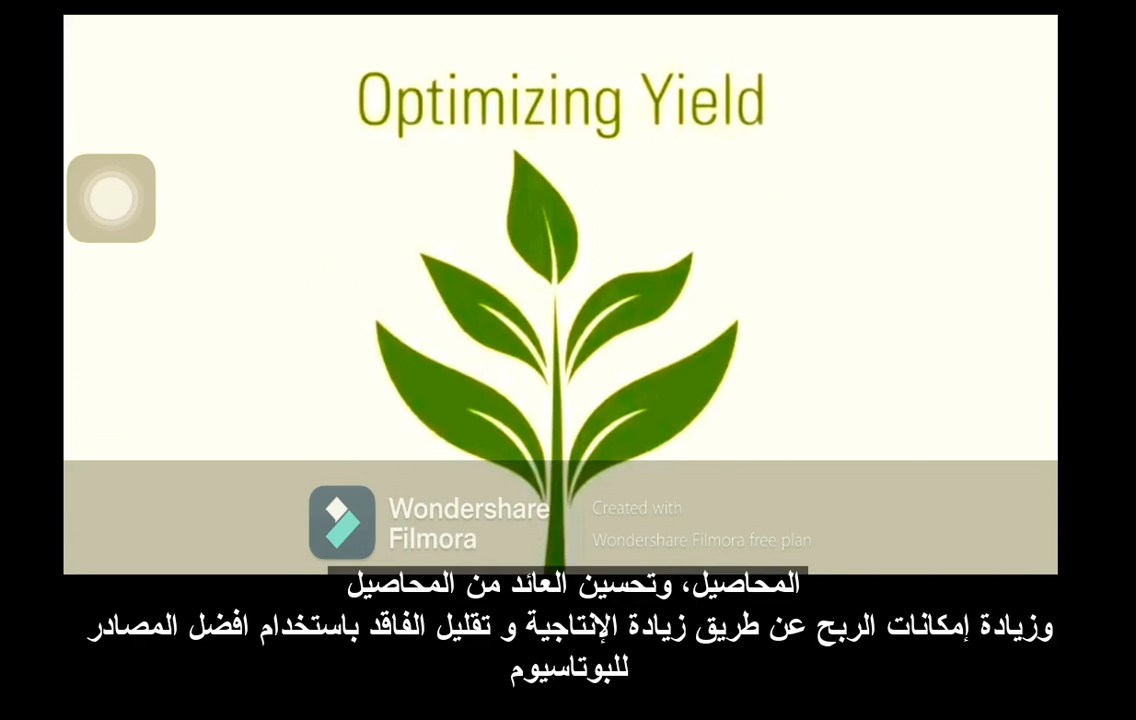 Optimizing Yield
Wondershare
Filmora
Created with
Wondershare Filmora free plan
المحاصيل، وتحسين العائد من المحاصيل
وزيادة إمكانات الربح عن طريق زيادة الإنتاجية و تقليل الفاقد باستخدام افضل المصادر
للبوتاسيوم